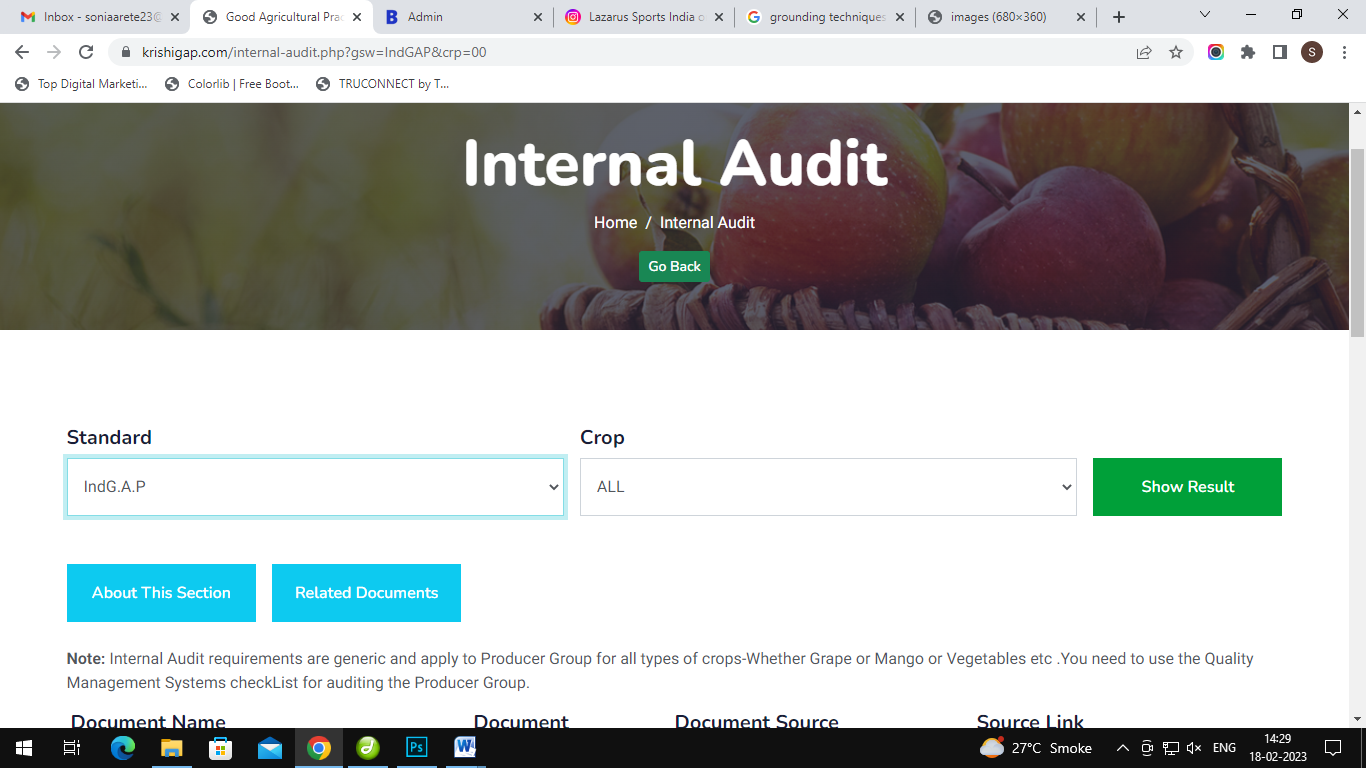 Inbox - soniaarete23@
Good Agricultural Prac
Admin
Lazarus Sports India o
grounding techniques
images (680×360)
krishigap.com/internal-audit.php?gsw=IndGAP&crp=00
S
Top Digital Marketi...
Colorlib | Free Boot...
TRUCONNECT by T...
Internal Audit
Home / Internal Audit
Go Back
Standard
Crop
IndG.A.P
ALL
Show Result
About This Section
Related Documents
Note: Internal Audit requirements are generic and apply to Producer Group for all types of crops-Whether Grape or Mango or Vegetables etc .You need to use the Quality
Management Systems checkList for auditing the Producer Group.
Document Name
Document
Document Source
Source Link
Ps
W
27°C Smoke
ENG
14:29
18-02-2023